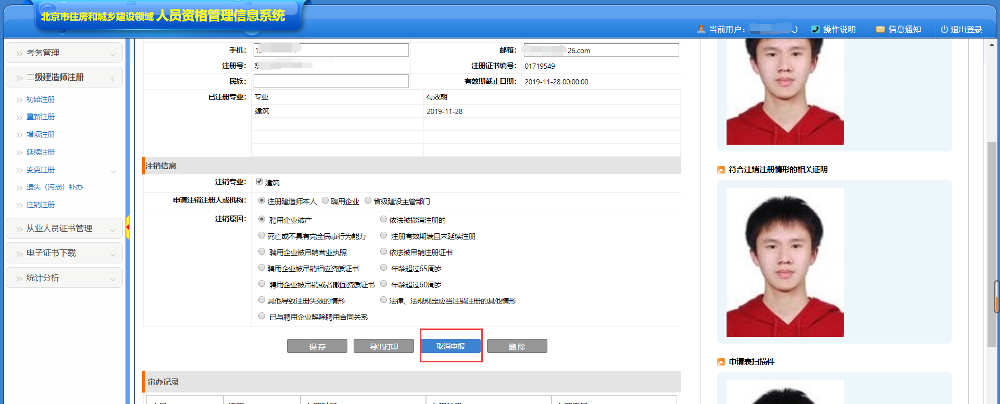 北京市住房和城乡建设领域 人员资格管理信息系统
当前用户： ） 操作说明 信息通知 退出登录
考务管理
二级建造师注册
初始注册
重新注册
增项注册
延续注册
变更注册
遗失（污损）补办
注销注册
从业人员证书管理
电子证书下载
统计分析
手机： 邮箱： 26.com
注册号： 注册证书编号： 01719549
民族： 有效期截止日期： 2019-11-28 00:00:00
已注册专业： 专业 有效期
建筑 2019-11-28
注销信息
注销专业： 建筑
申请注销注册人或机构： 注册建造师本人 聘用企业 省级建设主管部门
注销原因： 聘用企业破产 依法被撤消注册的
死亡或不具有完全民事行为能力 注册有效期满且未延续注册
聘用企业被吊销营业执照 依法被吊销注册证书
聘用企业被吊销相应资质证书 年龄超过65周岁
聘用企业被吊销或者撤回资质证书 年龄超过60周岁
其他导致注册失效的情形 法律、法规规定应当注销注册的其他情形
已与聘用企业解除聘用合同关系
保 存 导出打印 取消申报 删 除
审办记录
符合注销注册情形的相关证明
申请表扫描件